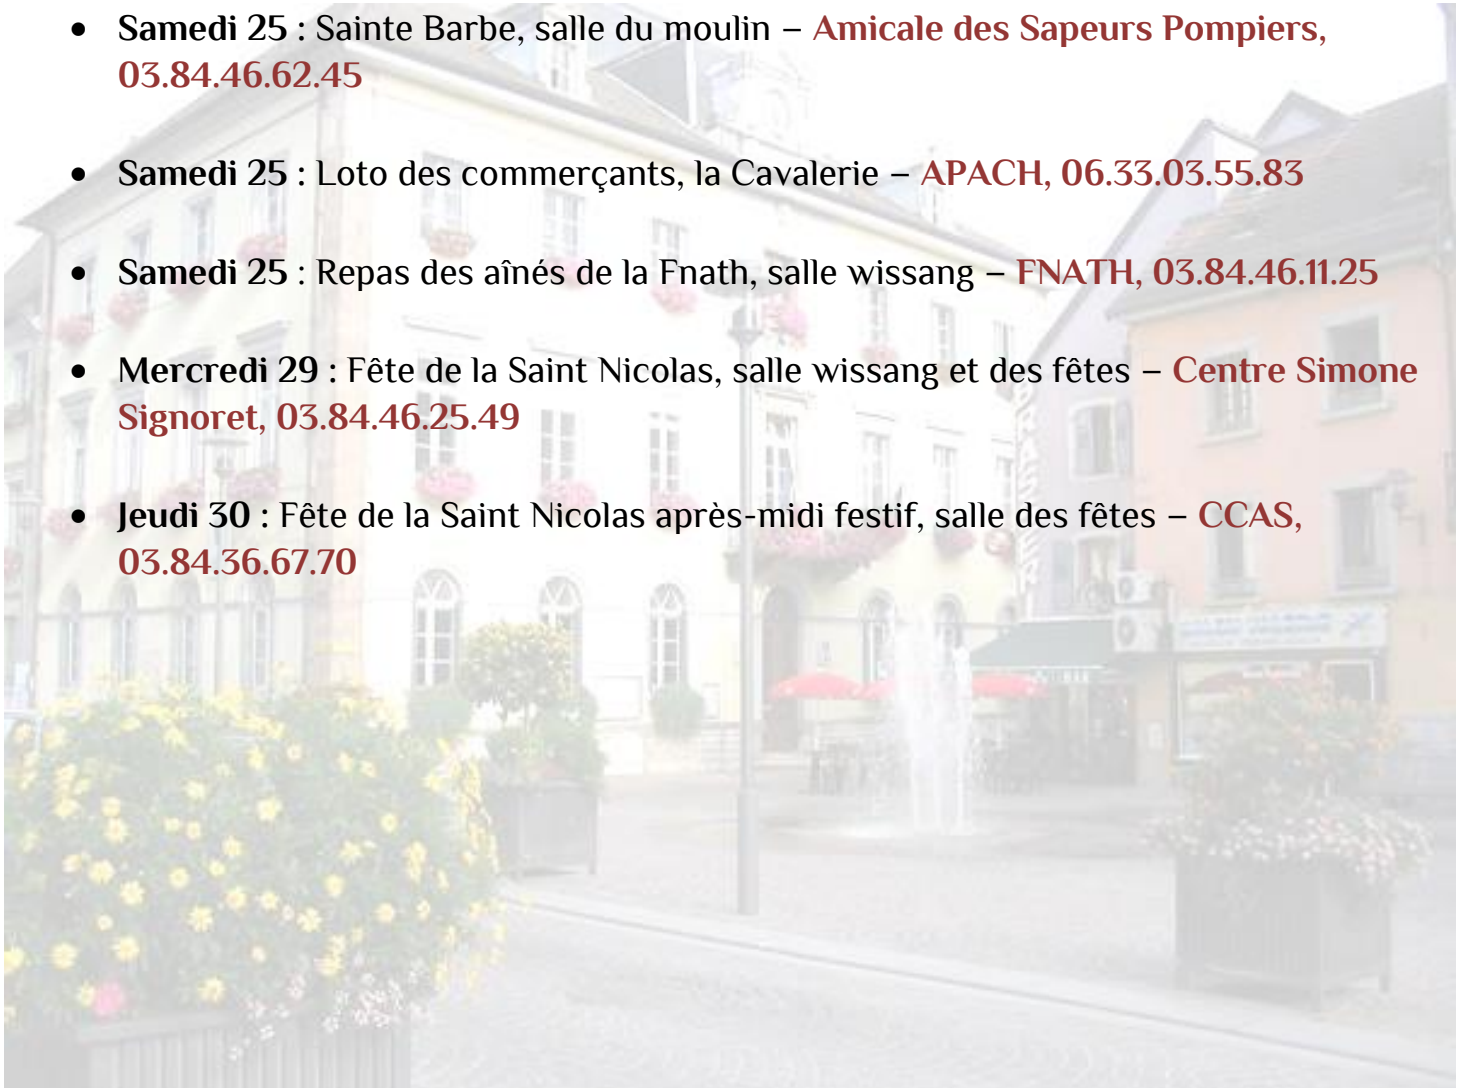 • Samedi 25 : Sainte Barbe, salle du moulin – Amicale des Sapeurs Pompiers,
03.84.46.62.45
• Samedi 25 : Loto des commerçants, la Cavalerie – APACH, 06.33.03.55.83
• Samedi 25 : Repas des aînés de la Fnath, salle wissang – FNATH, 03.84.46.11.25
• Mercredi 29 : Fête de la Saint Nicolas, salle wissang et des fêtes – Centre Simone
Signoret, 03.84.46.25.49
• Jeudi 30 : Fête de la Saint Nicolas après-midi festif, salle des fêtes – CCAS,
03.84.36.67.70